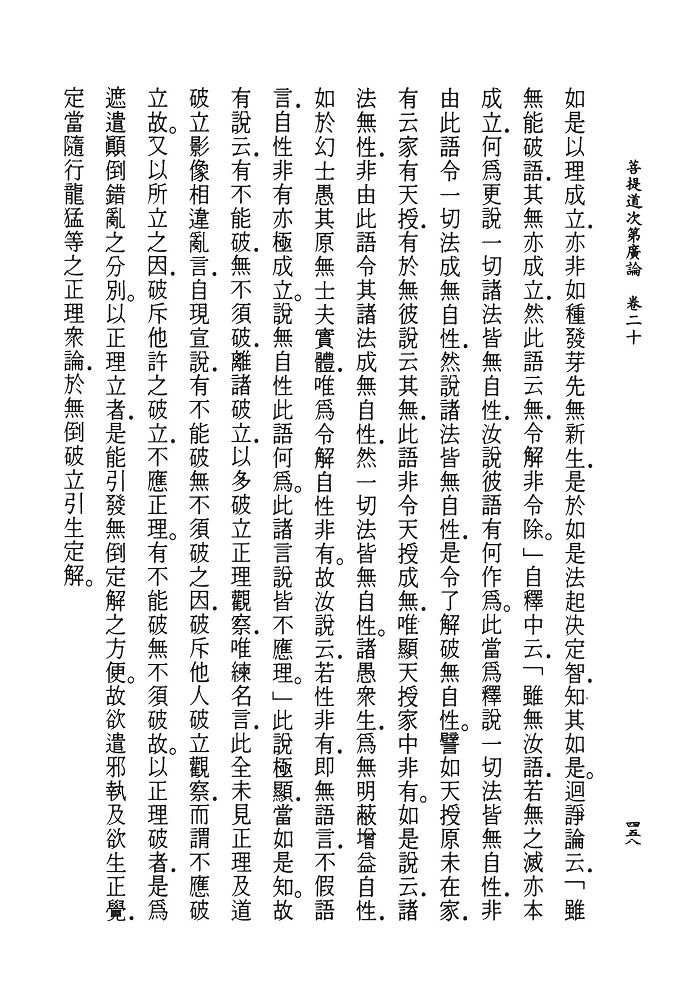 菩提道次第廣論　卷二十
四五八
如是以理成立．亦非如種發芽先無新生．是於如是法起決定智．知其如是。迴諍論云．「雖
無能破語．其無亦成立．然此語云無．令解非令除。」自釋中云．「雖無汝語．若無之滅亦本
成立．何爲更說一切諸法皆無自性．汝說彼語有何作爲。此當爲釋說一切法皆無自性．非
由此語令一切法成無自性．然說諸法皆無自性．是令了解破無自性。譬如天授原未在家．
有云家有天授．有於無彼說云其無．此語非令天授成無．唯顯天授家中非有。如是說云．諸
法無性．非由此語令其諸法成無自性．然一切法皆無自性。諸愚衆生．爲無明蔽增益自性．
如於幻士愚其原無士夫實體．唯爲令解自性非有。故汝說云．若性非有．即無語言．不假語
言．自性非有亦極成立。說無自性此語何爲。此諸言說皆不應理。」此說極顯．當如是知。故
有說云．有不能破．無不須破．離諸破立．以多破立正理觀察．唯練名言．此全未見正理及道
破立影像相違亂言．自現宣說．有不能破無不須破之因．破斥他人破立觀察．而謂不應破
立故。又以所立之因．破斥他許之破立．不應正理。有不能破無不須破故。以正理破者．是爲
遮遣顚倒錯亂之分別。以正理立者．是能引發無倒定解之方便。故欲遣邪執及欲生正覺．
定當隨行龍猛等之正理衆論．於無倒破立引生定解。